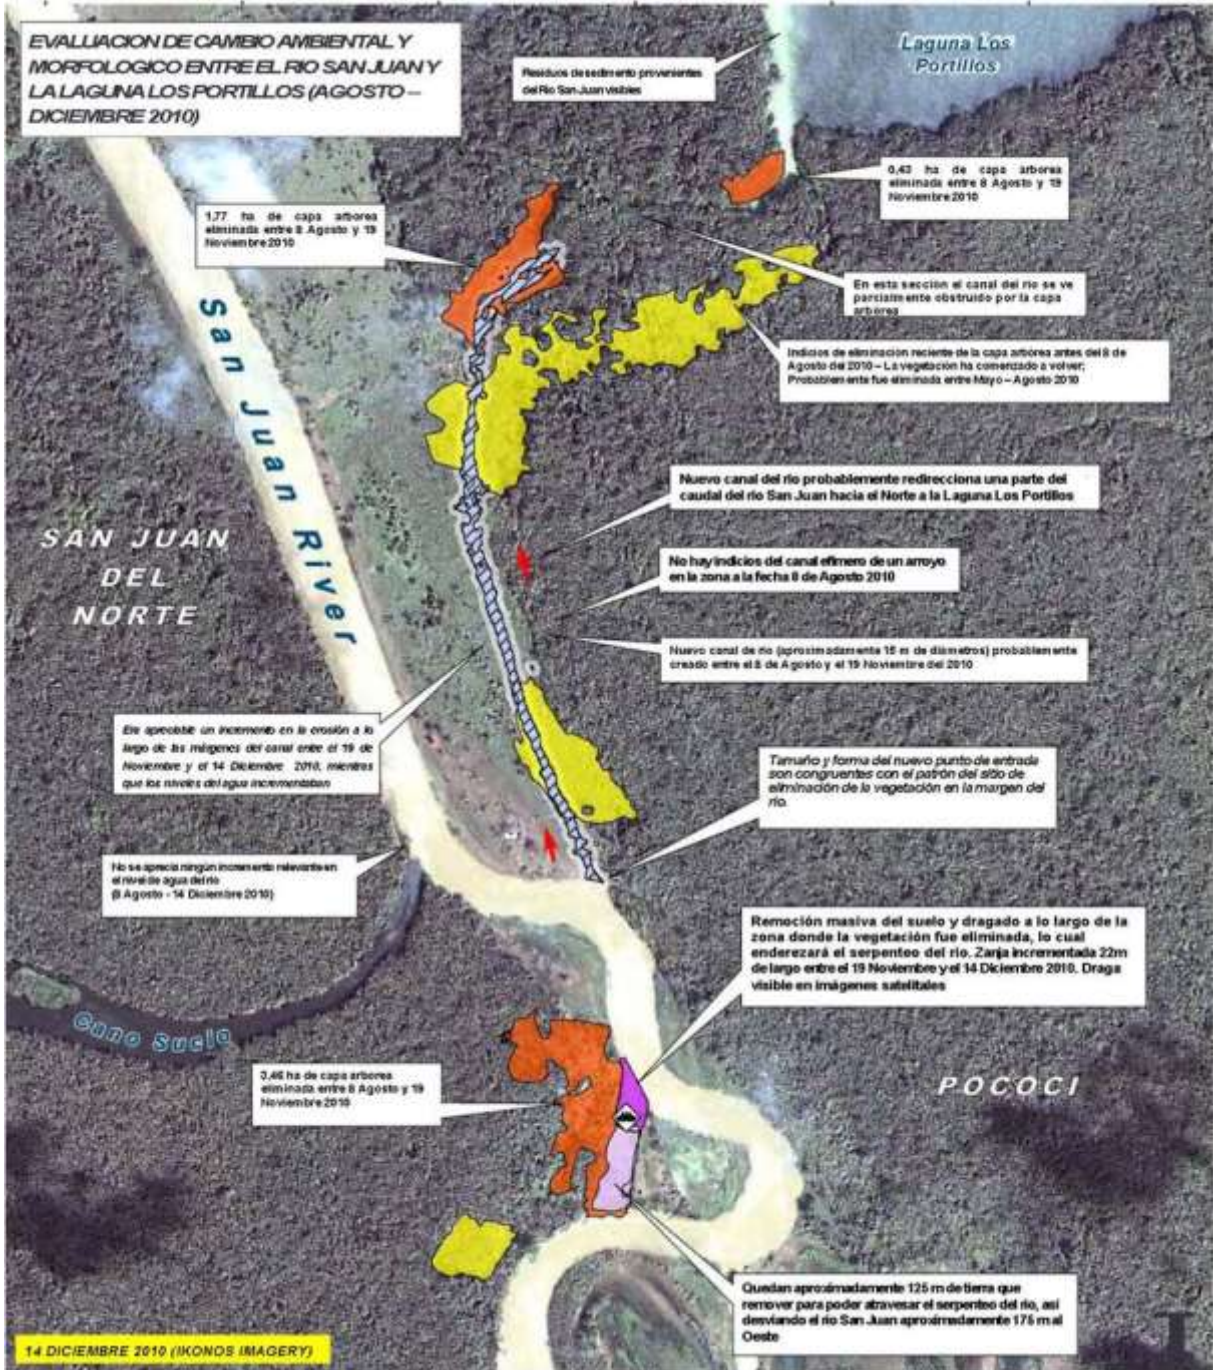 EVALUACION DE CAMBIO AMBIENTAL Y
MORFOLOGICO ENTRE EL RIO SAN JUAN Y
LA LAGUNA LOS PORTILLOS (AGOSTO –
DICIEMBRE 2010)
Laguna Los
Portillos
Residuos de sedimento provenientes
del Rio San Juan visibles
0,43 ha de capa arborea
eliminada entre 8 Agosto y 19
Noviembre 2010
1,77 ha de capa arborea
eliminada entre 8 Agosto y 19
Noviembre 2010
En esta sección el canal del río se ve
parcialmente obstruido por la capa
arborea
Indicios de eliminación reciente de la capa arbórea antes del 8 de
Agosto del 2010 – La vegetación ha comenzado a volver;
Probablemente fue eliminada entre Mayo – Agosto 2010
San Juan River
Nuevo canal del río probablemente redirecciona una parte del
caudal del río San Juan hacia el Norte a la Laguna Los Portillos
SAN JUAN
DEL
NORTE
No hay indicios del canal efímero de un arroyo
en la zona a la fecha 8 de Agosto 2010
Nuevo canal de río (aproximadamente 15 m de diámetros) probablemente
creado entre el 8 de Agosto y el 19 Noviembre del 2010
Ets apreciable un incremento en la erosión a lo
largo de las márgenes del canal entre el 19 de
Noviembre y el 14 Diciembre 2010, mientras
que los niveles del agua incrementaban
Tamaño y forma del nuevo punto de entrada
son congruentes con el patrón del sitio de
eliminación de la vegetación en la margen del
río.
No se aprecia ningún incremento relevante en
el nivel de agua del río
(8 Agosto - 14 Diciembre 2010)
Remoción masiva del suelo y dragado a lo largo de la
zona donde la vegetación fue eliminada, lo cual
enderezará el serpenteo del río. Zanja incrementada 22m
de largo entre el 19 Noviembre y el 14 Diciembre 2010. Draga
visible en imágenes satelitales
Cano Sucio
3,46 ha de capa arborea
eliminada entre 8 Agosto y 19
Noviembre 2010
POCOCI
Quedan aproximadamente 125 m de tierra que
remover para poder atravesar el serpenteo del río, así
desviando el río San Juan aproximadamente 175 m al
Oeste
14 DICIEMBRE 2010 (IKONOS IMAGERY)